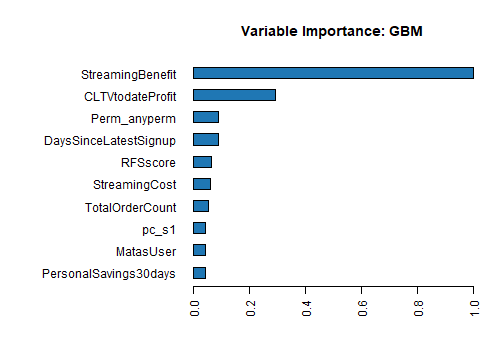 Variable Importance: GBM
StreamingBenefit
CLTVtodateProfit
Perm_anyperm
DaysSinceLatestSignup
RFSscore
StreamingCost
TotalOrderCount
pc_s1
MatasUser
PersonalSavings30days
0.0
0.2
0.4
0.6
0.8
1.0